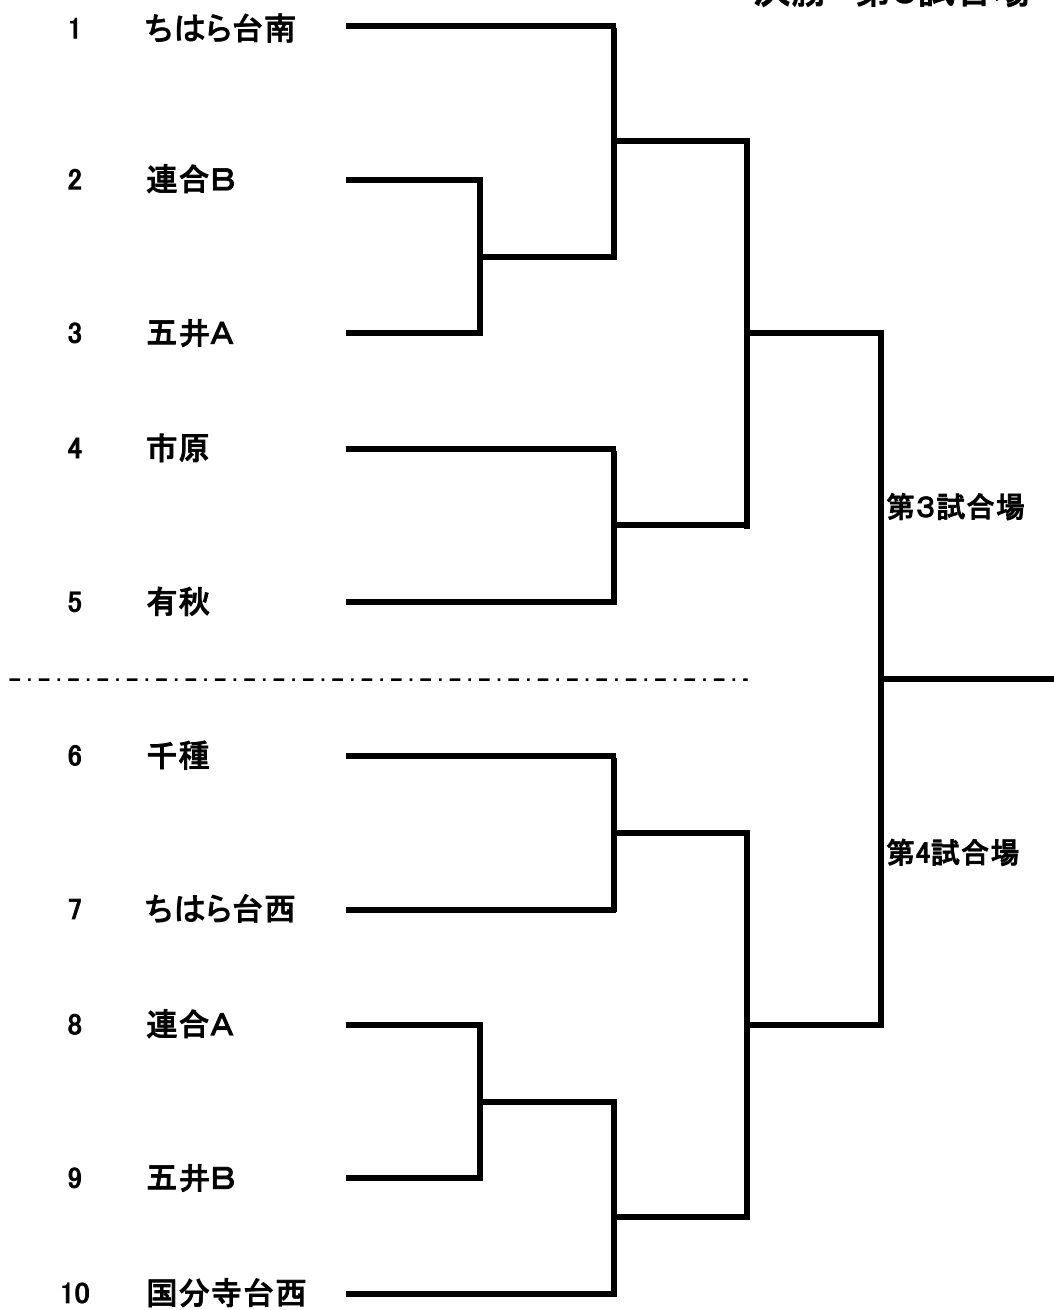 1 ちはら台南
2 連合B
3 五井A
4 市原
第3試合場
5 有秋
6 千種
第4試合場
7 ちはら台西
8 連合A
9 五井B
10 国分寺台西